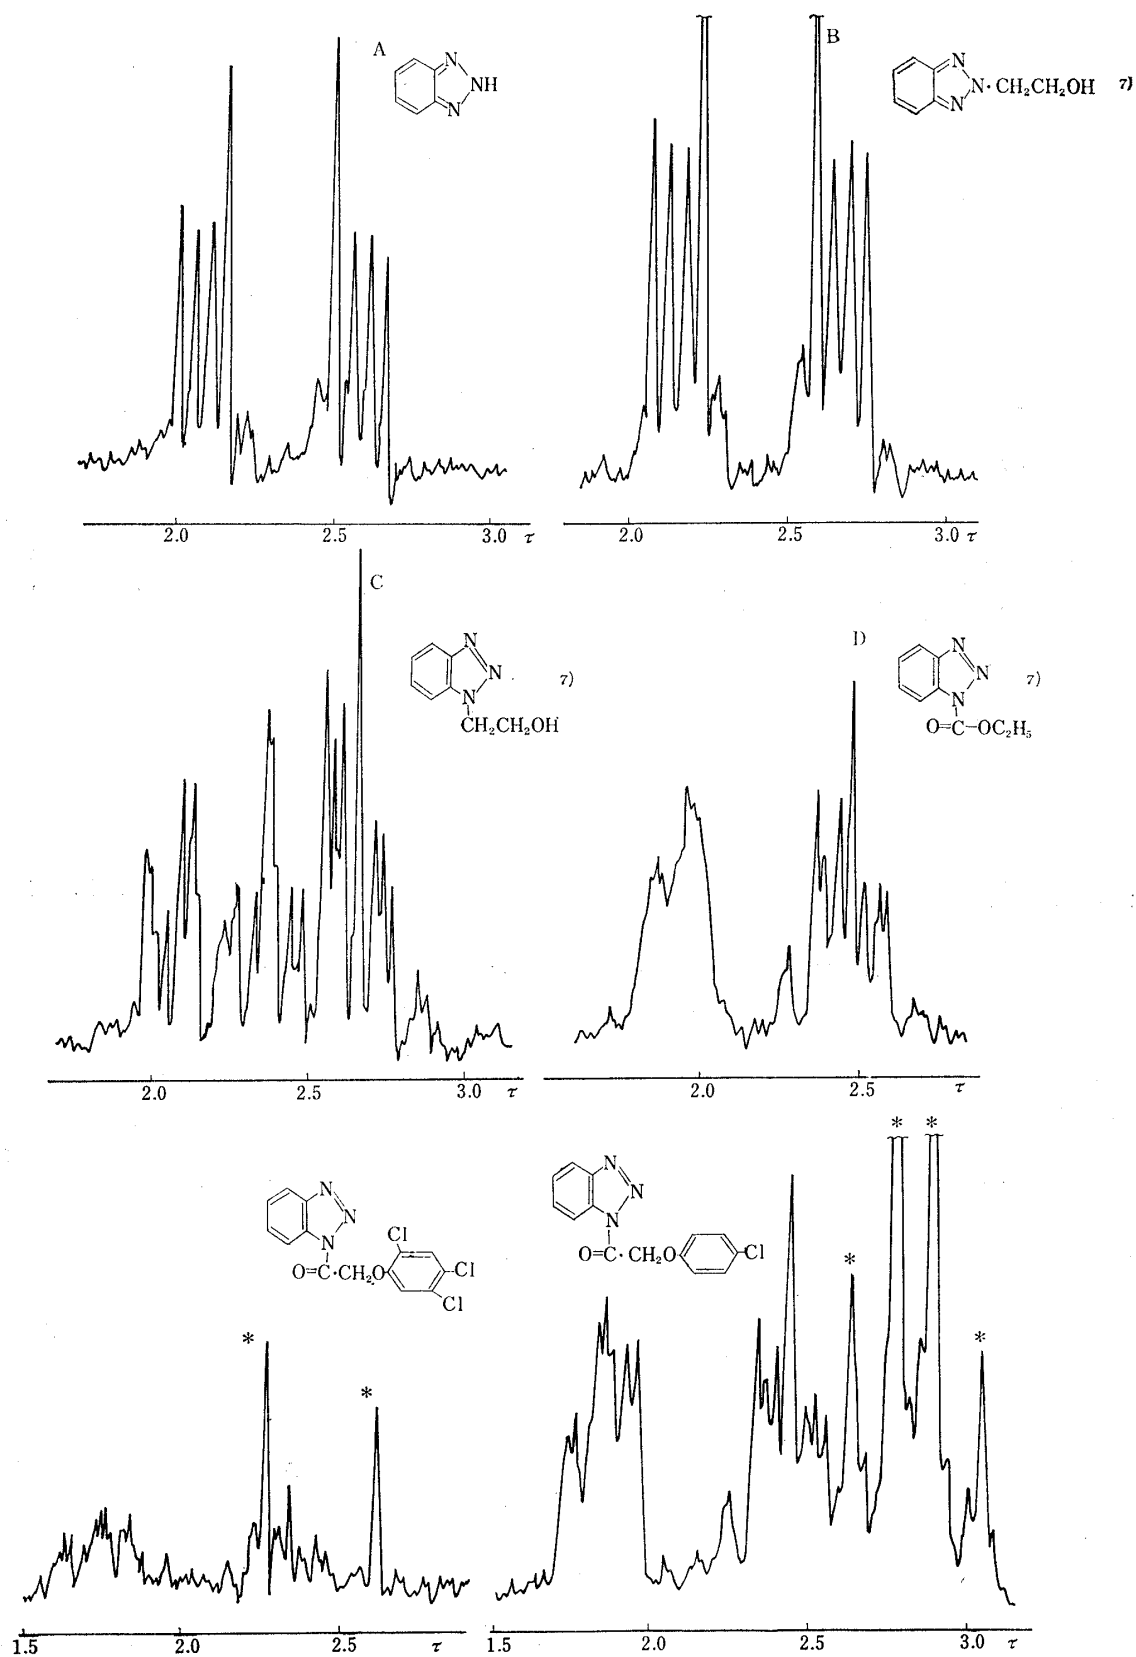 A
N
NH
N
B
N
N·CH₂CH₂OH 7)
N
2.0 2.5 3.0 τ
2.0 2.5 3.0 τ
C
N
N 7)
N
CH₂CH₂OH
D
N
N 7)
N
O=C–OC₂H₅
2.0 2.5 3.0 τ
2.0 2.5 τ
* *
N
N
N Cl
O=C·CH₂O Cl
Cl
N
N
N
O=C·CH₂O Cl
*
* *
*
1.5 2.0 2.5 τ
1.5 2.0 2.5 3.0 τ